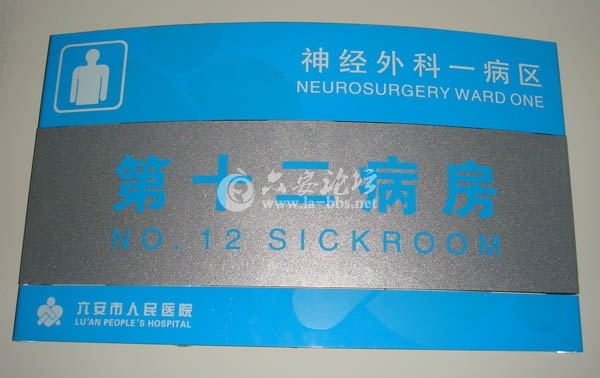 神经外科一病区
NEUROSURGERY WARD ONE
第十二病房
六安论坛
www.la-bbs.net
NO. 12 SICKROOM
六安市人民医院
LU'AN PEOPLE'S HOSPITAL